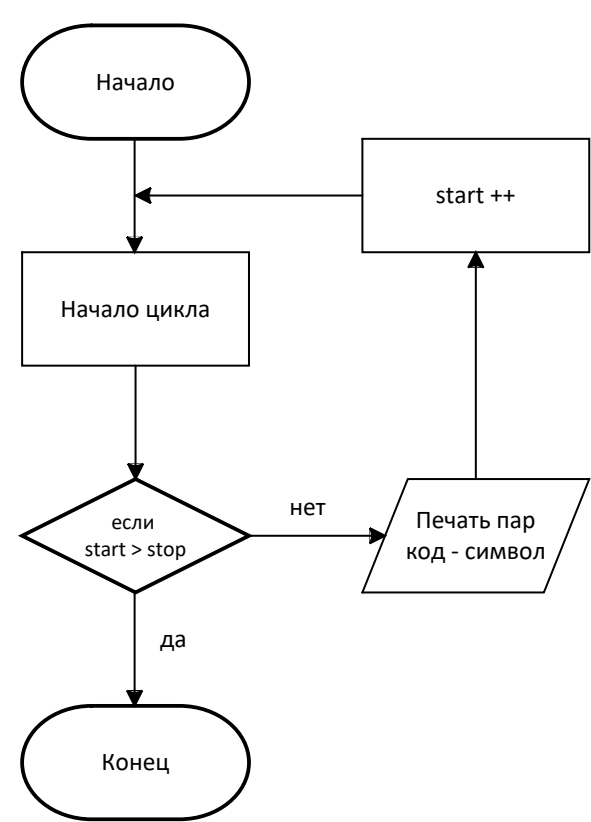 Начало
start ++
Начало цикла
если
start > stop
нет
Печать пар
код - символ
да
Конец